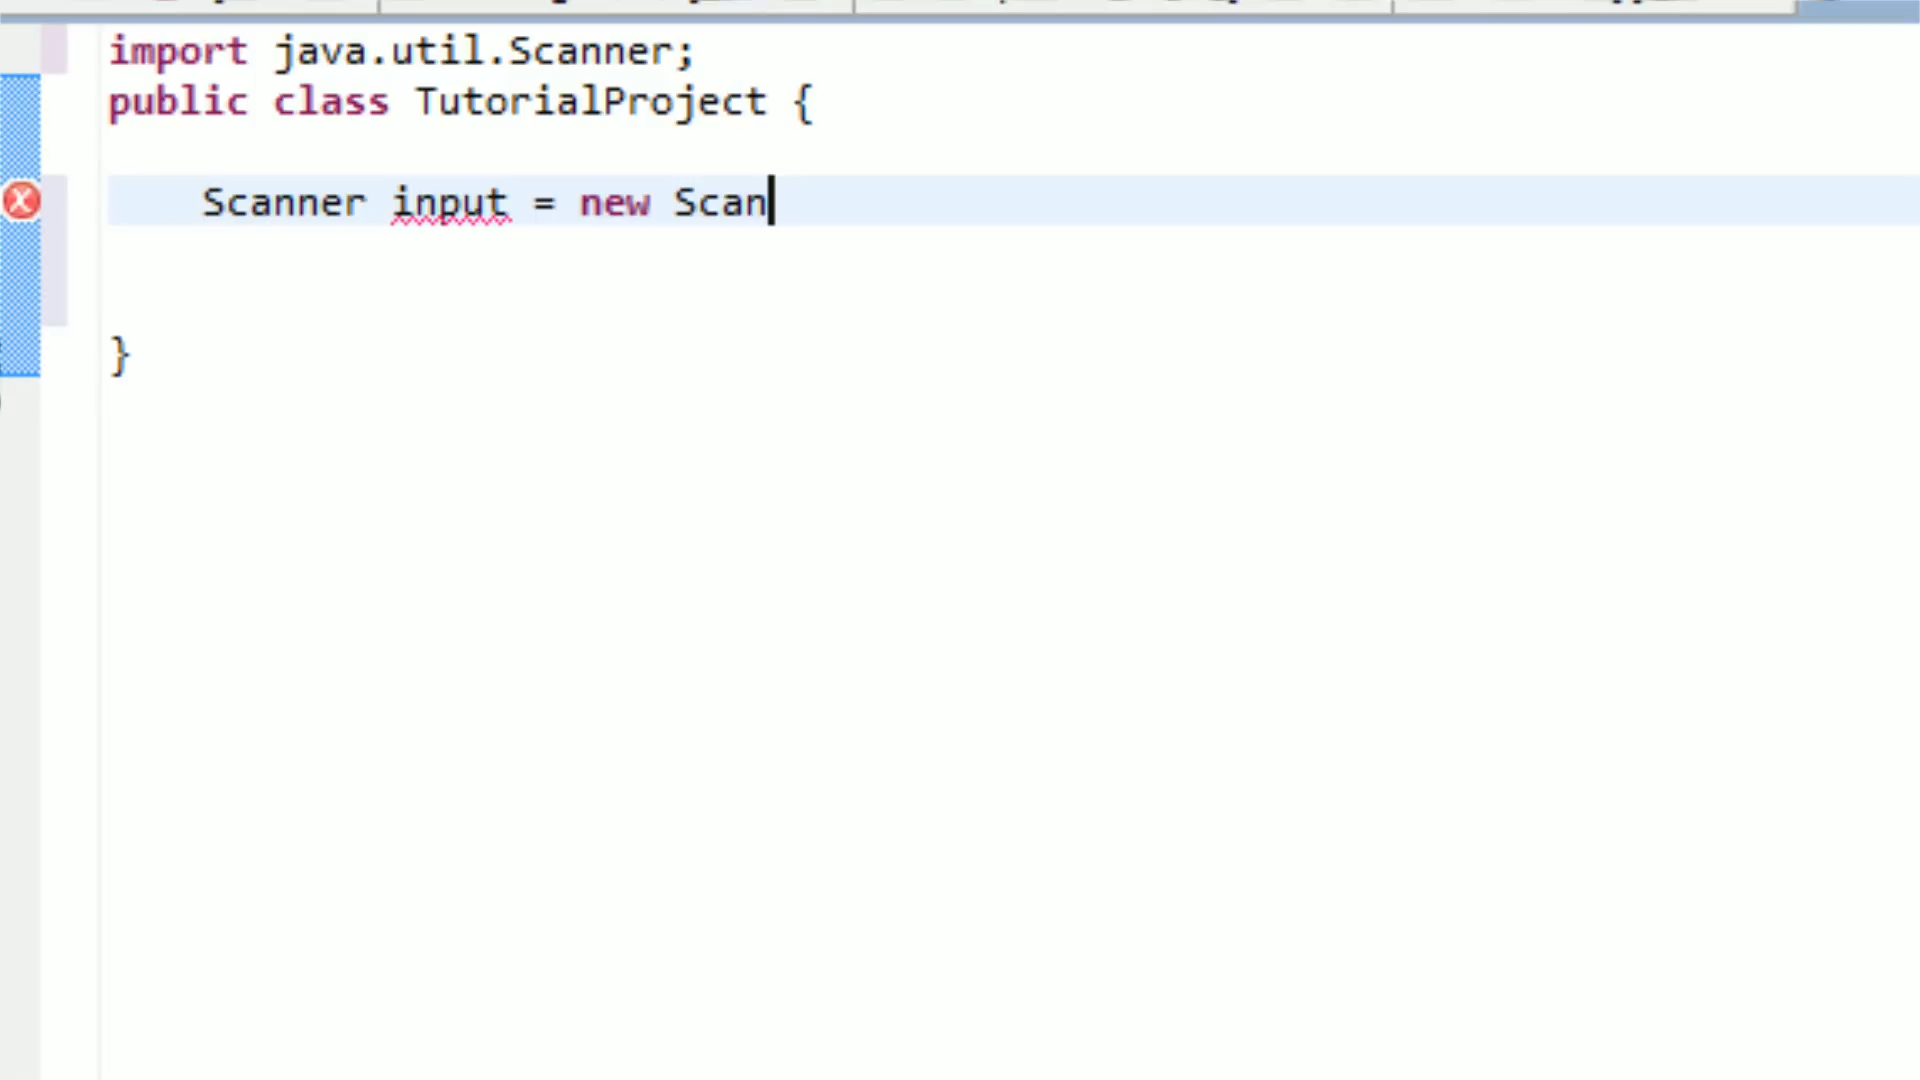 import java.util.Scanner;
public class TutorialProject {
Scanner input = new Scan
}